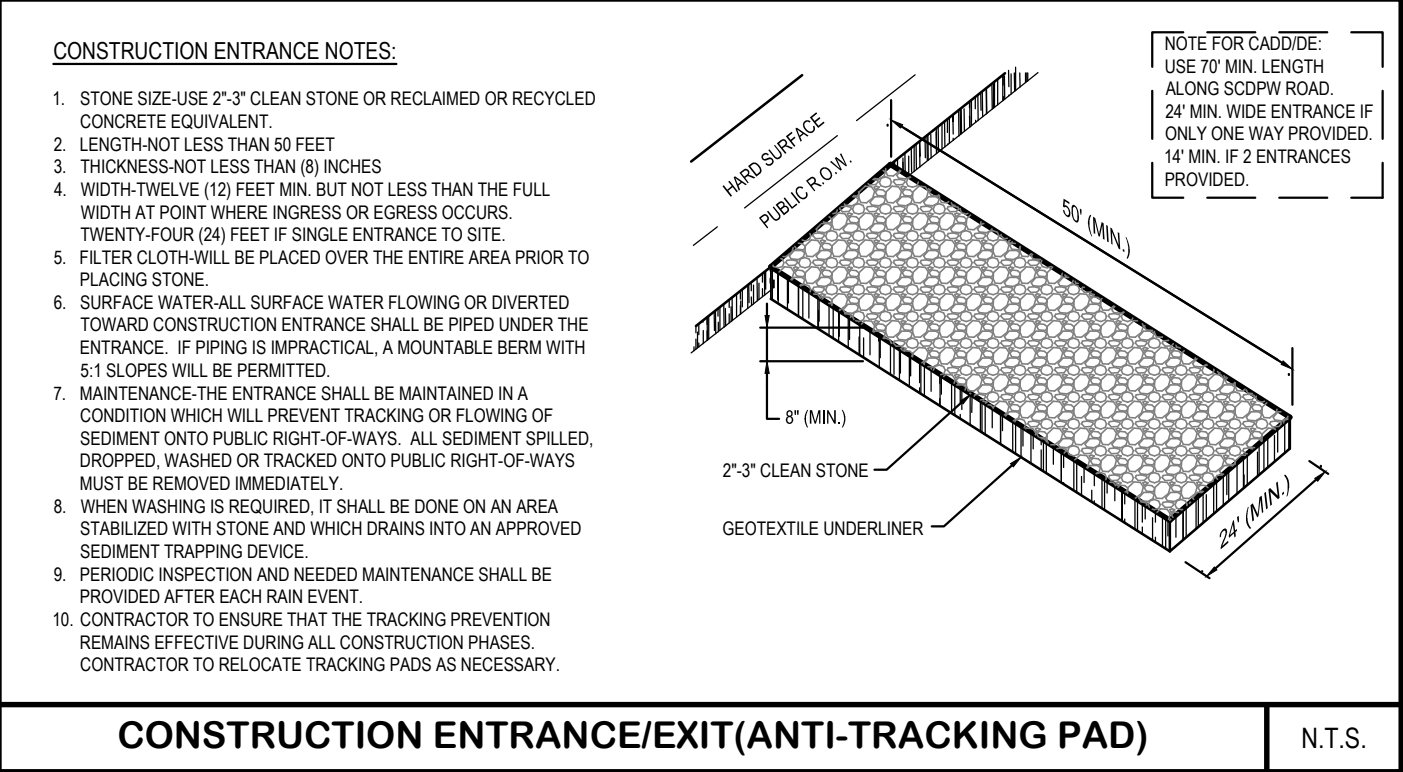 CONSTRUCTION ENTRANCE NOTES:
1. STONE SIZE-USE 2"-3" CLEAN STONE OR RECLAIMED OR RECYCLED
CONCRETE EQUIVALENT.
2. LENGTH-NOT LESS THAN 50 FEET
3. THICKNESS-NOT LESS THAN (8) INCHES
4. WIDTH-TWELVE (12) FEET MIN. BUT NOT LESS THAN THE FULL
WIDTH AT POINT WHERE INGRESS OR EGRESS OCCURS.
TWENTY-FOUR (24) FEET IF SINGLE ENTRANCE TO SITE.
5. FILTER CLOTH-WILL BE PLACED OVER THE ENTIRE AREA PRIOR TO
PLACING STONE.
6. SURFACE WATER-ALL SURFACE WATER FLOWING OR DIVERTED
TOWARD CONSTRUCTION ENTRANCE SHALL BE PIPED UNDER THE
ENTRANCE. IF PIPING IS IMPRACTICAL, A MOUNTABLE BERM WITH
5:1 SLOPES WILL BE PERMITTED.
7. MAINTENANCE-THE ENTRANCE SHALL BE MAINTAINED IN A
CONDITION WHICH WILL PREVENT TRACKING OR FLOWING OF
SEDIMENT ONTO PUBLIC RIGHT-OF-WAYS. ALL SEDIMENT SPILLED,
DROPPED, WASHED OR TRACKED ONTO PUBLIC RIGHT-OF-WAYS
MUST BE REMOVED IMMEDIATELY.
8. WHEN WASHING IS REQUIRED, IT SHALL BE DONE ON AN AREA
STABILIZED WITH STONE AND WHICH DRAINS INTO AN APPROVED
SEDIMENT TRAPPING DEVICE.
9. PERIODIC INSPECTION AND NEEDED MAINTENANCE SHALL BE
PROVIDED AFTER EACH RAIN EVENT.
10. CONTRACTOR TO ENSURE THAT THE TRACKING PREVENTION
REMAINS EFFECTIVE DURING ALL CONSTRUCTION PHASES.
CONTRACTOR TO RELOCATE TRACKING PADS AS NECESSARY.
HARD SURFACE
PUBLIC R.O.W.
50' (MIN.)
8" (MIN.)
2"-3" CLEAN STONE
GEOTEXTILE UNDERLINER
24' (MIN.)
NOTE FOR CADD/DE:
USE 70' MIN. LENGTH
ALONG SCDPW ROAD.
24' MIN. WIDE ENTRANCE IF
ONLY ONE WAY PROVIDED.
14' MIN. IF 2 ENTRANCES
PROVIDED.
CONSTRUCTION ENTRANCE/EXIT(ANTI-TRACKING PAD)
N.T.S.